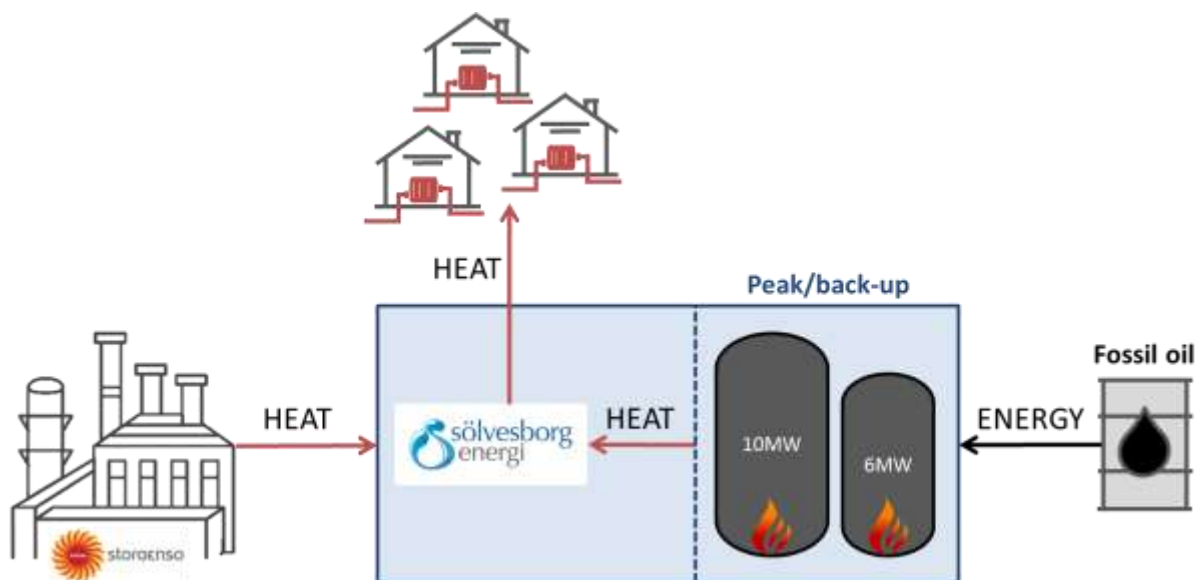 HEAT
Peak/back-up
Fossil oil
HEAT
sölvesborg
energi
HEAT
ENERGY
10MW
6MW
storaenso